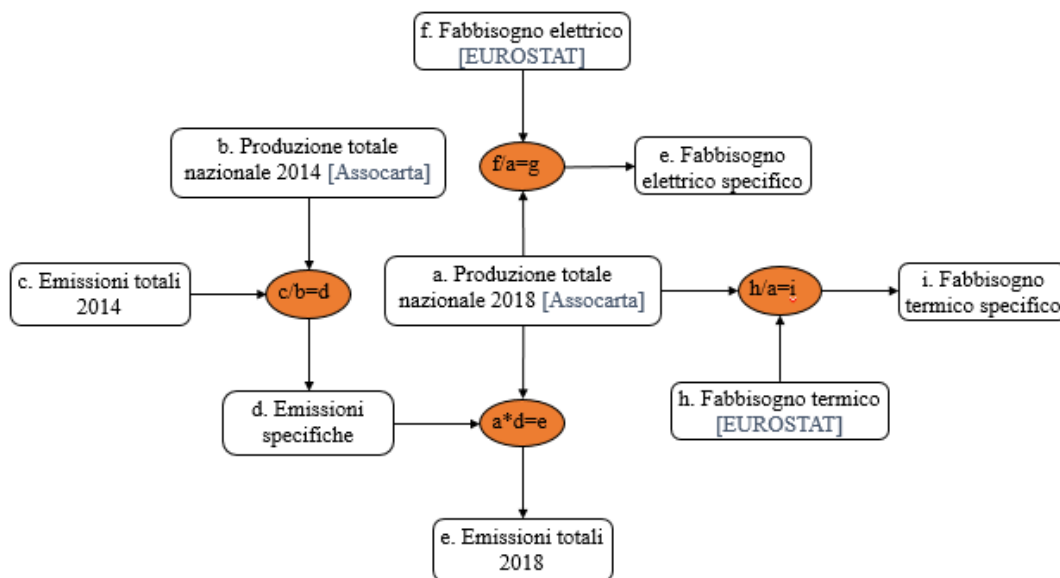 f. Fabbisogno elettrico
[EUROSTAT]
b. Produzione totale
nazionale 2014 [Assocarta]
f/a=g
e. Fabbisogno
elettrico specifico
c. Emissioni totali
2014
c/b=d
a. Produzione totale
nazionale 2018 [Assocarta]
h/a=i
i. Fabbisogno
termico specifico
d. Emissioni
specifiche
a*d=e
h. Fabbisogno termico
[EUROSTAT]
e. Emissioni totali
2018